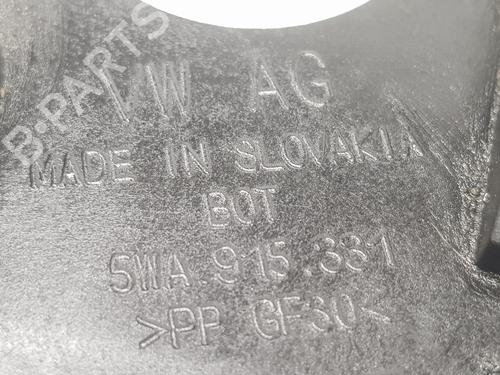 B-PARTS
VW AG
MADE IN SLOVAKIA
BOT
5WA.915.331
>PP GF30<